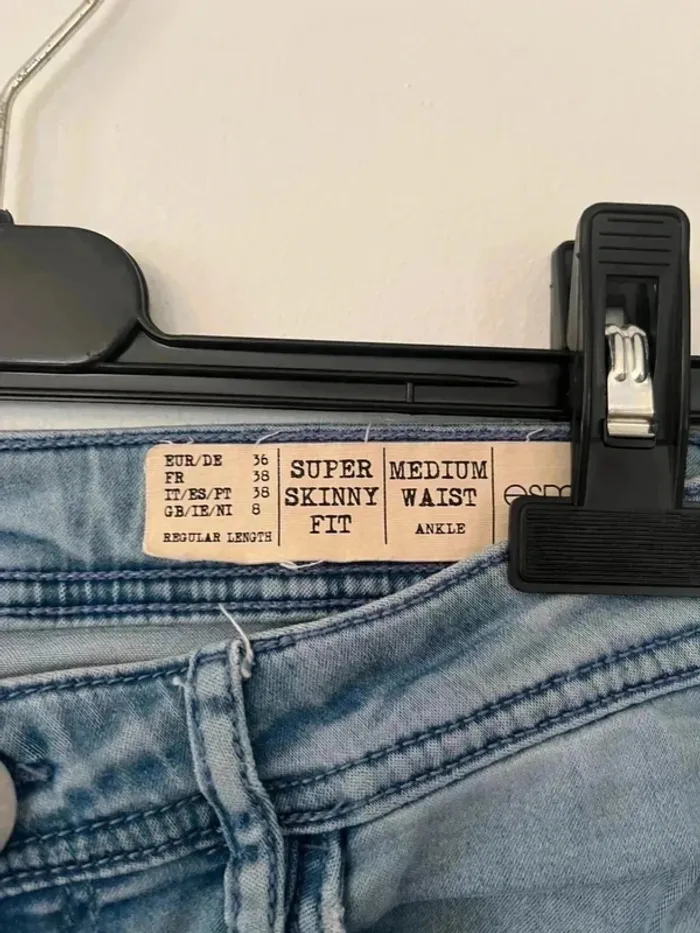 EUR/DE 36
FR 38
IT/ES/PT 38
GB/IE/NI 8
REGULAR LENGTH
SUPER
SKINNY
FIT
MEDIUM
WAIST
ANKLE